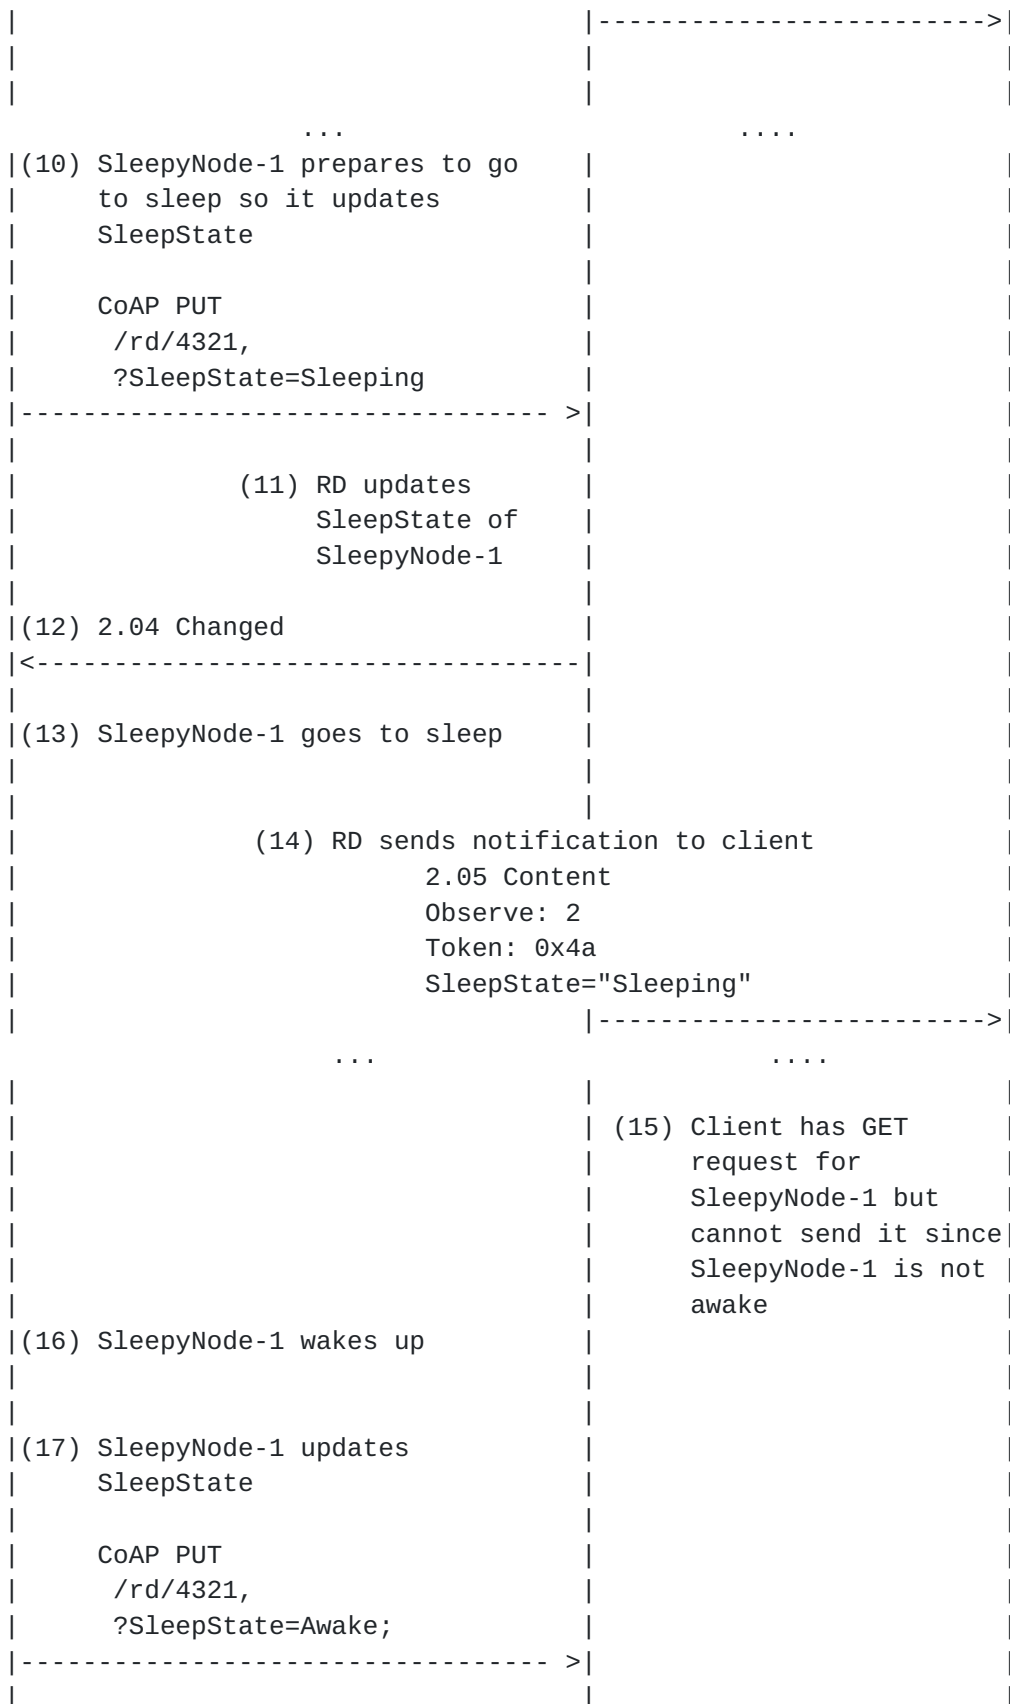 |                                    |------------------------->|
|                                    |                          |
|                                    |                          |
                   ...                         ....
|(10) SleepyNode-1 prepares to go    |                          |
|     to sleep so it updates         |                          |
|     SleepState                     |                          |
|                                    |                          |
|     CoAP PUT                       |                          |
|      /rd/4321,                     |                          |
|      ?SleepState=Sleeping          |                          |
|---------------------------------- >|                          |
|                                    |                          |
|              (11) RD updates       |                          |
|                   SleepState of    |                          |
|                   SleepyNode-1     |                          |
|                                    |                          |
|(12) 2.04 Changed                   |                          |
|<-----------------------------------|                          |
|                                    |                          |
|(13) SleepyNode-1 goes to sleep     |                          |
|                                    |                          |
|                                    |                          |
|               (14) RD sends notification to client            |
|                          2.05 Content                         |
|                          Observe: 2                           |
|                          Token: 0x4a                          |
|                          SleepState="Sleeping"                |
|                                    |------------------------->|
                     ...                         ....
|                                    |                          |
|                                    | (15) Client has GET      |
|                                    |      request for         |
|                                    |      SleepyNode-1 but    |
|                                    |      cannot send it since|
|                                    |      SleepyNode-1 is not |
|                                    |      awake               |
|(16) SleepyNode-1 wakes up          |                          |
|                                    |                          |
|                                    |                          |
|(17) SleepyNode-1 updates           |                          |
|     SleepState                     |                          |
|                                    |                          |
|     CoAP PUT                       |                          |
|      /rd/4321,                     |                          |
|      ?SleepState=Awake;            |                          |
|---------------------------------- >|                          |
|                                    |                          |